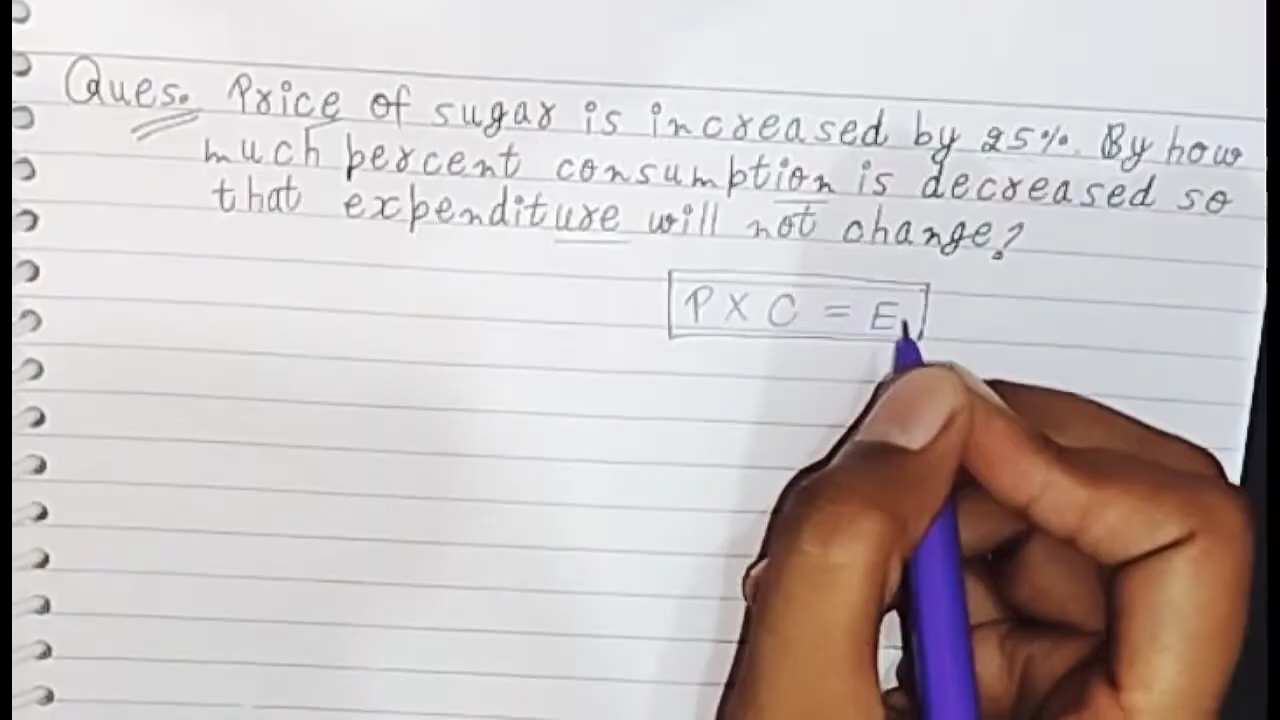 Ques. Price of sugar is increased by 25%. By how
much percent consumption is decreased so
that expenditure will not change?
P X C = E